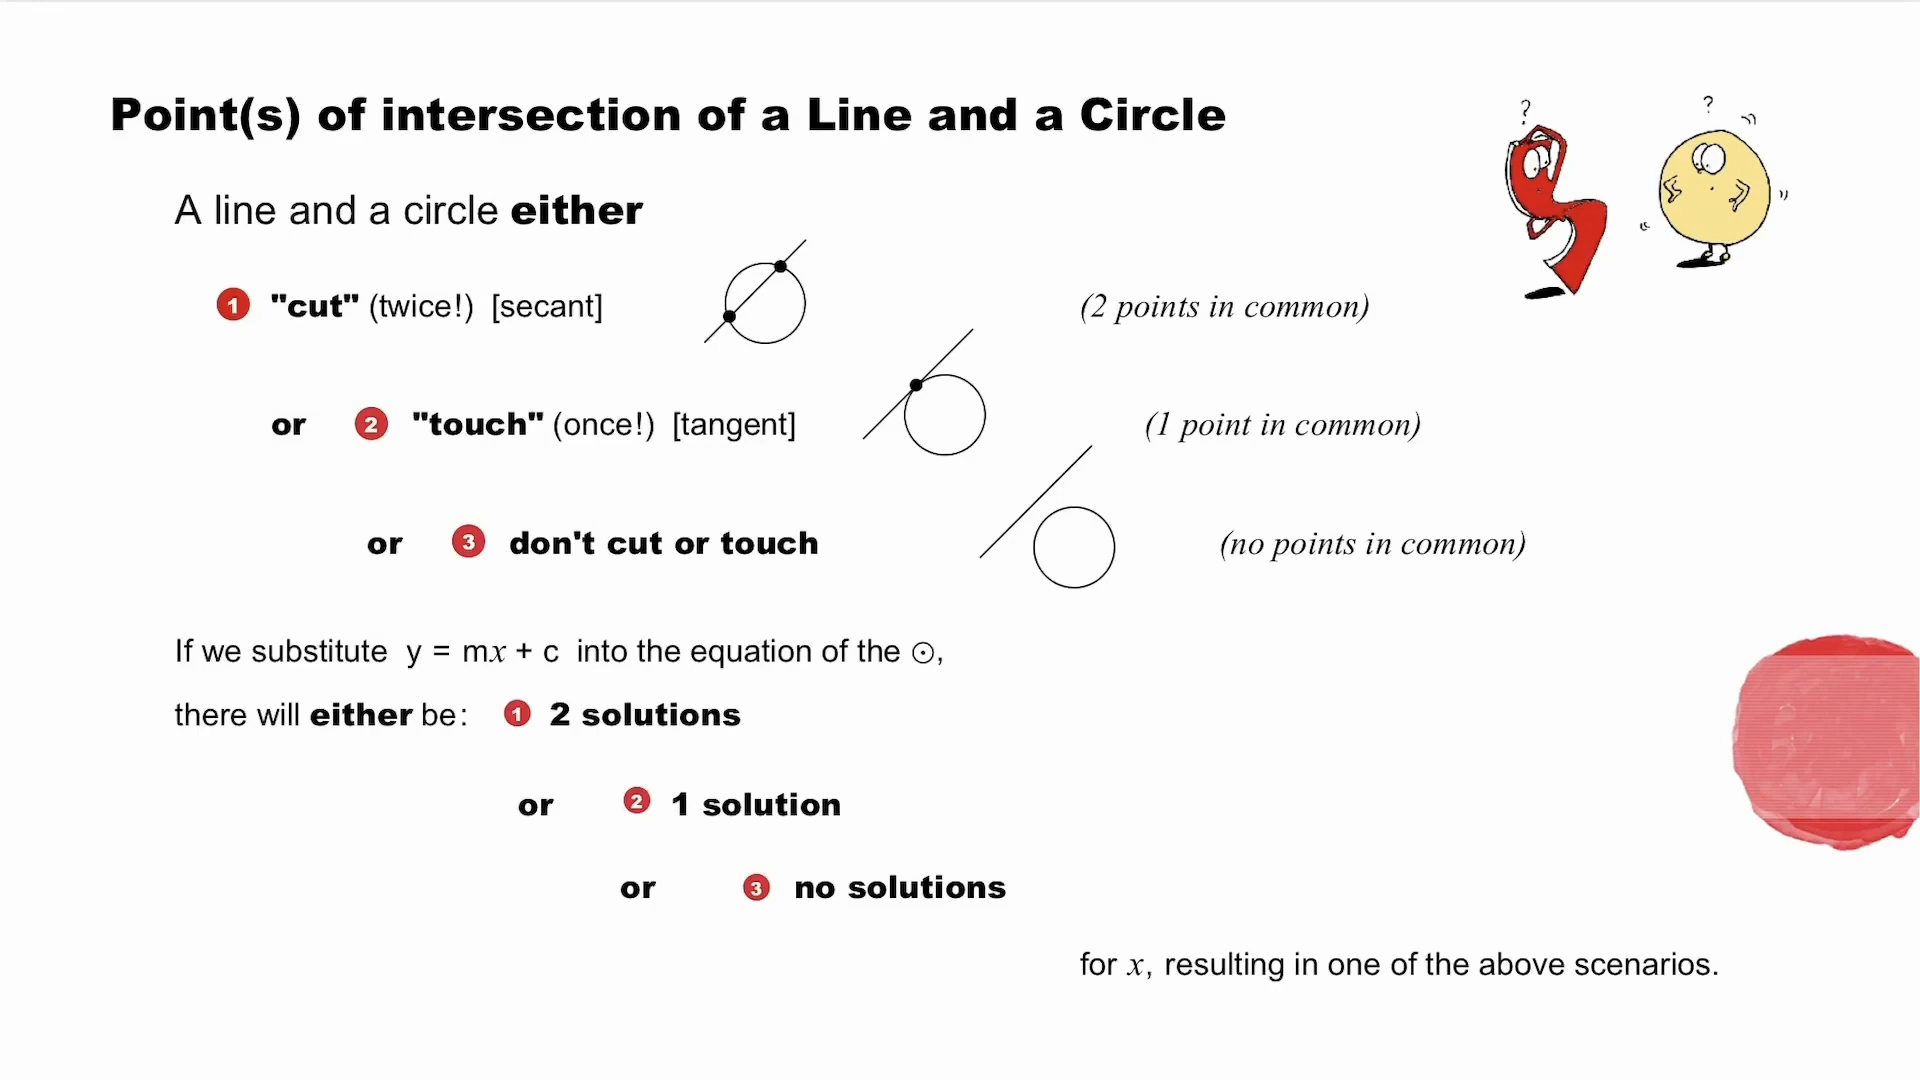 Point(s) of intersection of a Line and a Circle
? ?
A line and a circle either
1 "cut" (twice!) [secant] (2 points in common)
or 2 "touch" (once!) [tangent] (1 point in common)
or 3 don't cut or touch (no points in common)
If we substitute y = mx + c into the equation of the ⊙,
there will either be: 1 2 solutions
or 2 1 solution
or 3 no solutions
for x, resulting in one of the above scenarios.